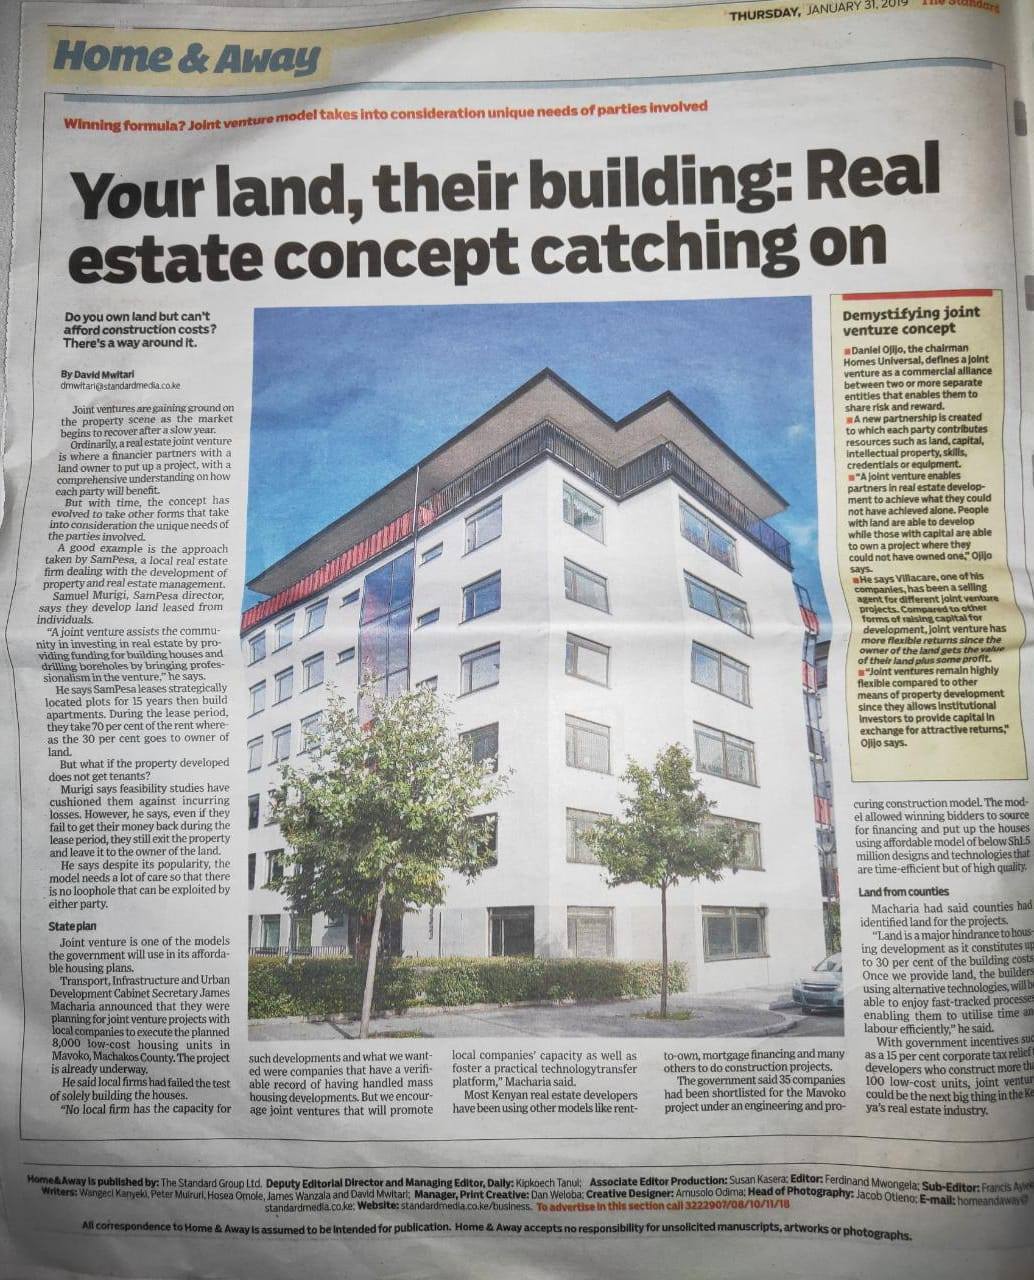 THURSDAY, JANUARY 31, 2019 The Standard
Home & Away
Winning formula? Joint venture model takes into consideration unique needs of parties involved
Your land, their building: Real
estate concept catching on
Do you own land but can't
afford construction costs?
There's a way around it.
By David Mwitari
dmwitari@standardmedia.co.ke
Joint ventures are gaining ground on
the property scene as the market
begins to recover after a slow year.
Ordinarily, a real estate joint venture
is where a financier partners with a
land owner to put up a project, with a
comprehensive understanding on how
each party will benefit.
But with time, the concept has
evolved to take other forms that take
into consideration the unique needs of
the parties involved.
A good example is the approach
taken by SamPesa, a local real estate
firm dealing with the development of
property and real estate management.
Samuel Murigi, SamPesa director,
says they develop land leased from
individuals.
"A joint venture assists the commu-
nity in investing in real estate by pro-
viding funding for building houses and
drilling boreholes by bringing profes-
sionalism in the venture," he says.
He says SamPesa leases strategically
located plots for 15 years then build
apartments. During the lease period,
they take 70 per cent of the rent where-
as the 30 per cent goes to owner of
land.
But what if the property developed
does not get tenants?
Murigi says feasibility studies have
cushioned them against incurring
losses. However, he says, even if they
fail to get their money back during the
lease period, they still exit the property
and leave it to the owner of the land.
He says despite its popularity, the
model needs a lot of care so that there
is no loophole that can be exploited by
either party.
State plan
Joint venture is one of the models
the government will use in its afforda-
ble housing plans.
Transport, Infrastructure and Urban
Development Cabinet Secretary James
Macharia announced that they were
planning for joint venture projects with
local companies to execute the planned
8,000 low-cost housing units in
Mavoko, Machakos County. The project
is already underway.
He said local firms had failed the test
of solely building the houses.
"No local firm has the capacity for
such developments and what we want-
ed were companies that have a verifi-
able record of having handled mass
housing developments. But we encour-
age joint ventures that will promote
local companies' capacity as well as
foster a practical technologytransfer
platform," Macharia said.
Most Kenyan real estate developers
have been using other models like rent-
to-own, mortgage financing and many
others to do construction projects.
The government said 35 companies
had been shortlisted for the Mavoko
project under an engineering and pro-
curing construction model. The mod-
el allowed winning bidders to source
for financing and put up the houses
using affordable model of below Sh1.5
million designs and technologies that
are time-efficient but of high quality.
Land from counties
Macharia had said counties had
identified land for the projects.
"Land is a major hindrance to hous-
ing development as it constitutes up
to 30 per cent of the building costs
Once we provide land, the builders
using alternative technologies, will be
able to enjoy fast-tracked processes
enabling them to utilise time and
labour efficiently," he said.
With government incentives such
as a 15 per cent corporate tax relief
developers who construct more than
100 low-cost units, joint venture
could be the next big thing in the Ke
ya's real estate industry.
Demystifying joint
venture concept
Daniel Ojijo, the chairman
Homes Universal, defines a joint
venture as a commercial alliance
between two or more separate
entities that enables them to
share risk and reward.
A new partnership is created
to which each party contributes
resources such as land, capital,
intellectual property, skills,
credentials or equipment.
"A joint venture enables
partners in real estate develop-
ment to achieve what they could
not have achieved alone. People
with land are able to develop
while those with capital are able
to own a project where they
could not have owned one," Ojijo
says.
He says Villacare, one of his
companies, has been a selling
agent for different joint venture
projects. Compared to other
forms of raising capital for
development, joint venture has
more flexible returns since the
owner of the land gets the value
of their land plus some profit.
"Joint ventures remain highly
flexible compared to other
means of property development
since they allows institutional
investors to provide capital in
exchange for attractive returns,"
Ojijo says.
Home&Away is published by: The Standard Group Ltd. Deputy Editorial Director and Managing Editor, Daily: Kipkoech Tanui; Associate Editor Production: Susan Kasera; Editor: Ferdinand Mwongela; Sub-Editor: Francis
Writers: Wangeci Kanyeki, Peter Muiruri, Hosea Omole, James Wanzala and David Mwitari; Manager, Print Creative: Dan Weloba; Creative Designer: Arnusolo Odima; Head of Photography: Jacob Otieno; E-mail: homeandaway@
standardmedia.co.ke; Website: standardmedia.co.ke/business. To advertise in this section call 3222907/08/10/11/18
All correspondence to Home & Away is assumed to be intended for publication. Home & Away accepts no responsibility for unsolicited manuscripts, artworks or photographs.